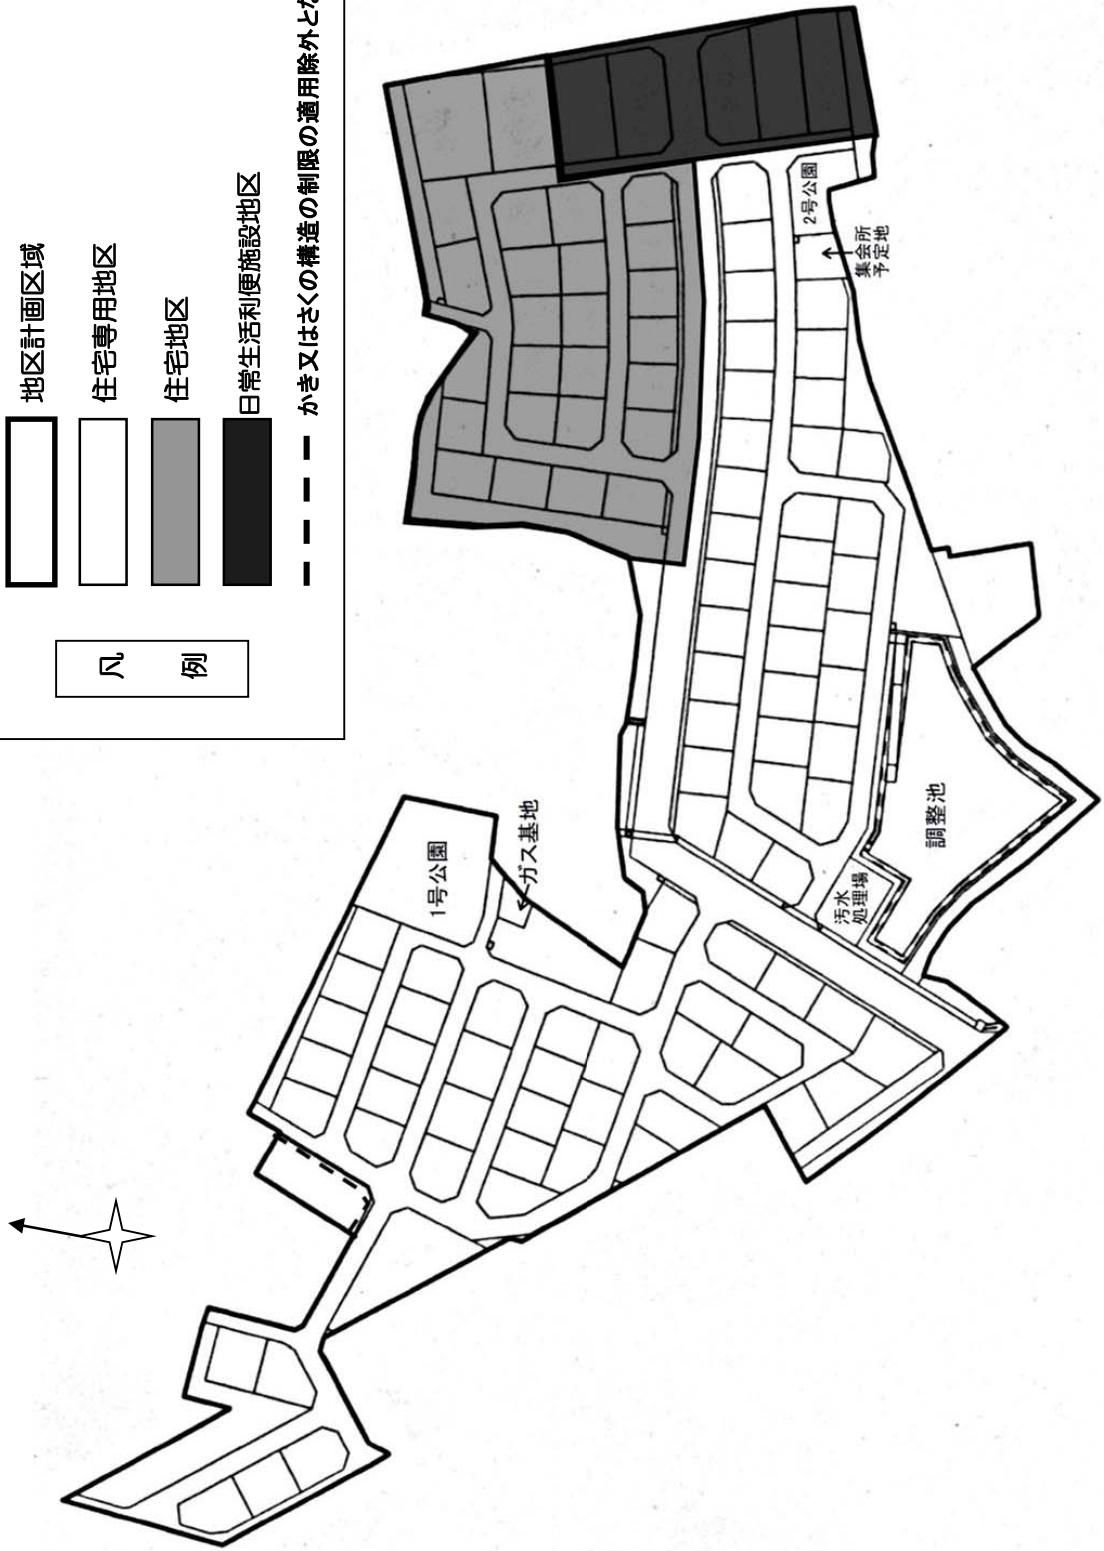 凡例
地区計画区域
住宅専用地区
住宅地区
日常生活利便施設地区
かき又はさくの構造の制限の適用除外とな
1号公園
ガス基地
2号公園
集会所
予定地
調整池
汚水
処理場